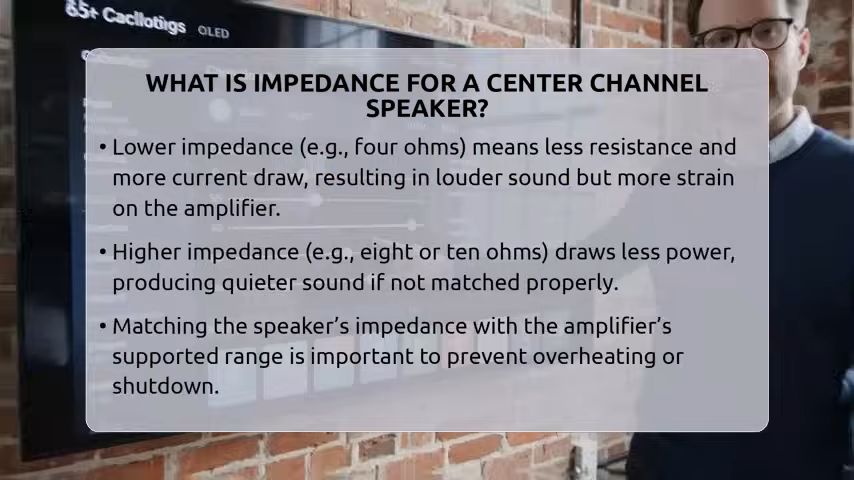 65+ Cacllotigs OLED
WHAT IS IMPEDANCE FOR A CENTER CHANNEL
SPEAKER?
• Lower impedance (e.g., four ohms) means less resistance and
more current draw, resulting in louder sound but more strain
on the amplifier.
• Higher impedance (e.g., eight or ten ohms) draws less power,
producing quieter sound if not matched properly.
• Matching the speaker’s impedance with the amplifier’s
supported range is important to prevent overheating or
shutdown.